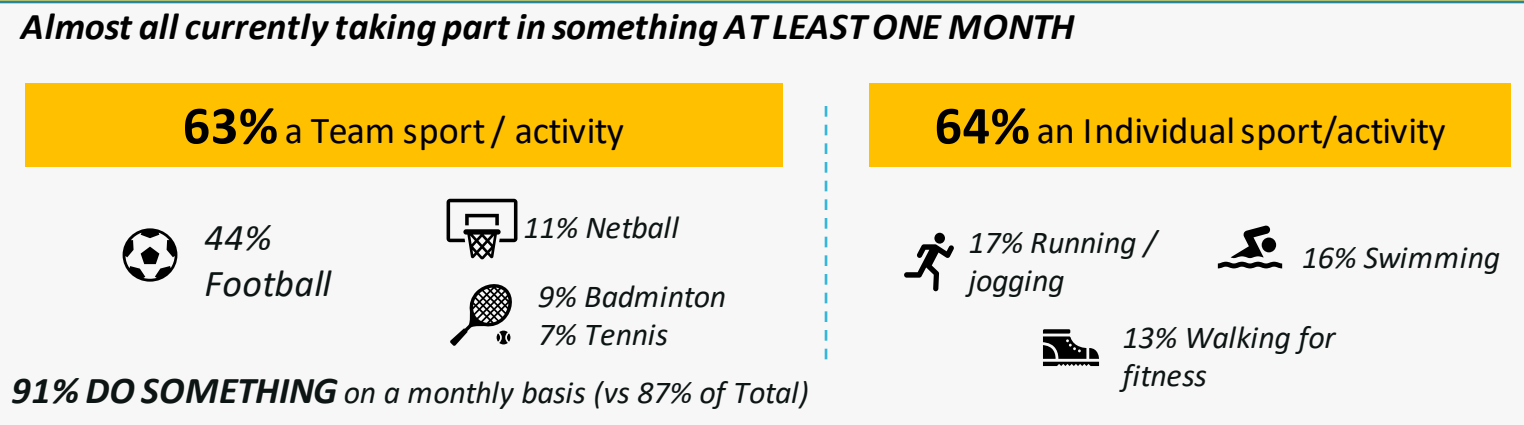 Almost all currently taking part in something AT LEAST ONE MONTH
63% a Team sport / activity
44%
Football
11% Netball
9% Badminton
7% Tennis
64% an Individual sport/activity
17% Running /
jogging
16% Swimming
13% Walking for
fitness
91% DO SOMETHING on a monthly basis (vs 87% of Total)